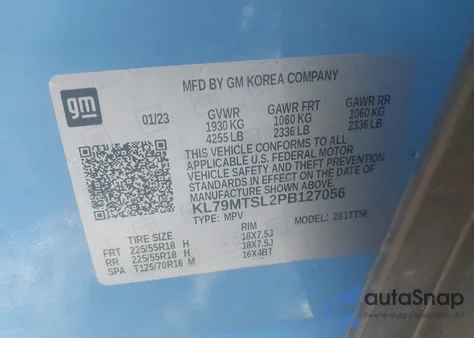 MFD BY GM KOREA COMPANY
gm
01/23
GVWR GAWR FRT GAWR RR
1930 KG 1060 KG 1060 KG
4255 LB 2336 LB 2336 LB
THIS VEHICLE CONFORMS TO ALL
APPLICABLE U.S. FEDERAL MOTOR
VEHICLE SAFETY, BUMPER, AND
THEFT PREVENTION STANDARDS IN
EFFECT ON THE DATE OF
MANUFACTURE SHOWN ABOVE.
KL79MTSL2PB127056
TYPE: MPV MODEL: 261TT56
TIRE SIZE RIM
FRT 225/55R18 H 18X7.5J
RR 225/55R18 H 18X7.5J
SPA T125/70R16 M 16X4BT
autoSnap